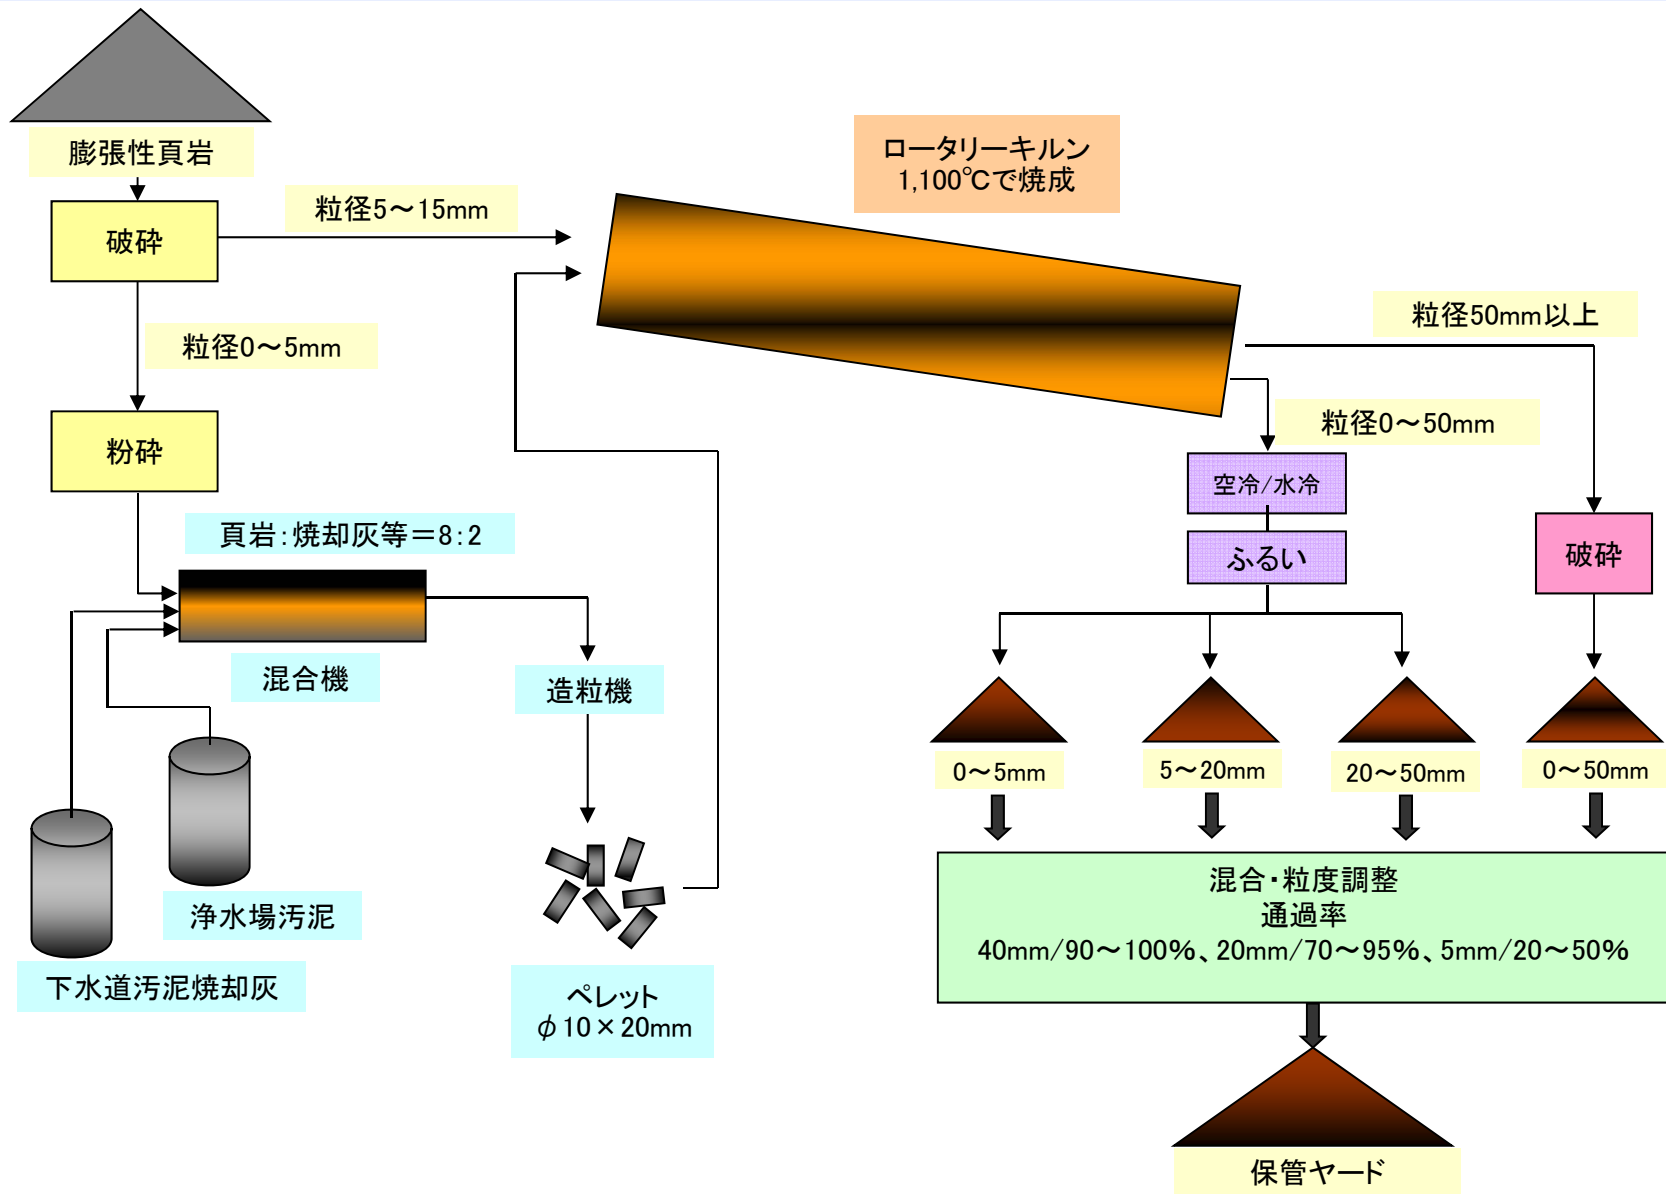 膨張性頁岩
破砕
粒径5～15mm
粒径0～5mm
粉砕
頁岩：焼却灰等＝8：2
混合機
造粒機
浄水場汚泥
下水道汚泥焼却灰
ペレット
φ10×20mm
ロータリーキルン
1,100℃で焼成
粒径50mm以上
粒径0～50mm
空冷/水冷
ふるい
破砕
0～5mm
5～20mm
20～50mm
0～50mm
混合・粒度調整
通過率
40mm/90～100%、20mm/70～95%、5mm/20～50%
保管ヤード